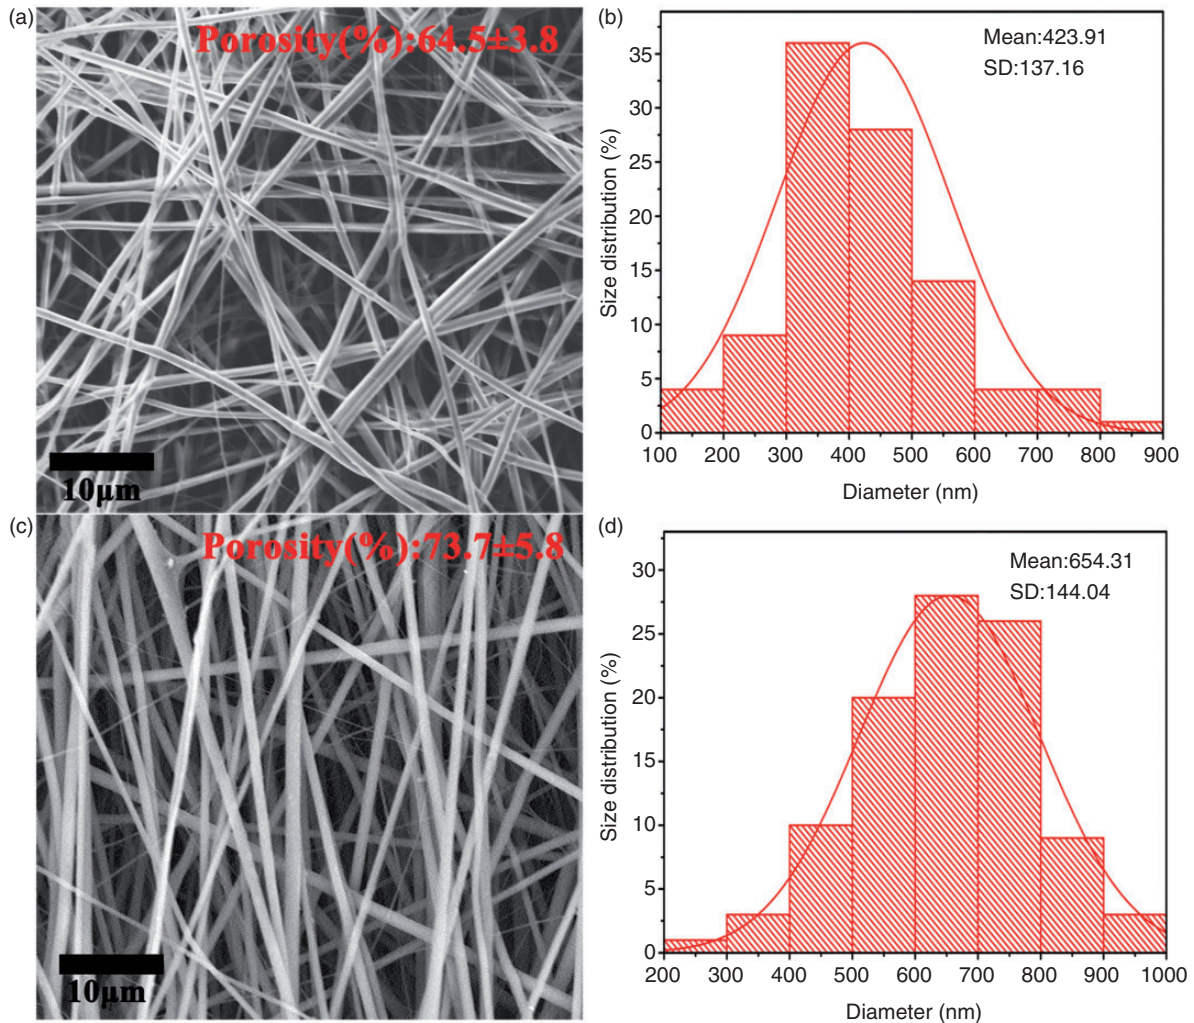 (a)
Porosity(%):64.5±3.8
10μm
(b)
Mean:423.91
SD:137.16
Size distribution (%)
35
30
25
20
15
10
5
0
100 200 300 400 500 600 700 800 900
Diameter (nm)
(c)
Porosity(%):73.7±5.8
10μm
(d)
Mean:654.31
SD:144.04
Size distribution (%)
30
25
20
15
10
5
0
200 300 400 500 600 700 800 900 1000
Diameter (nm)